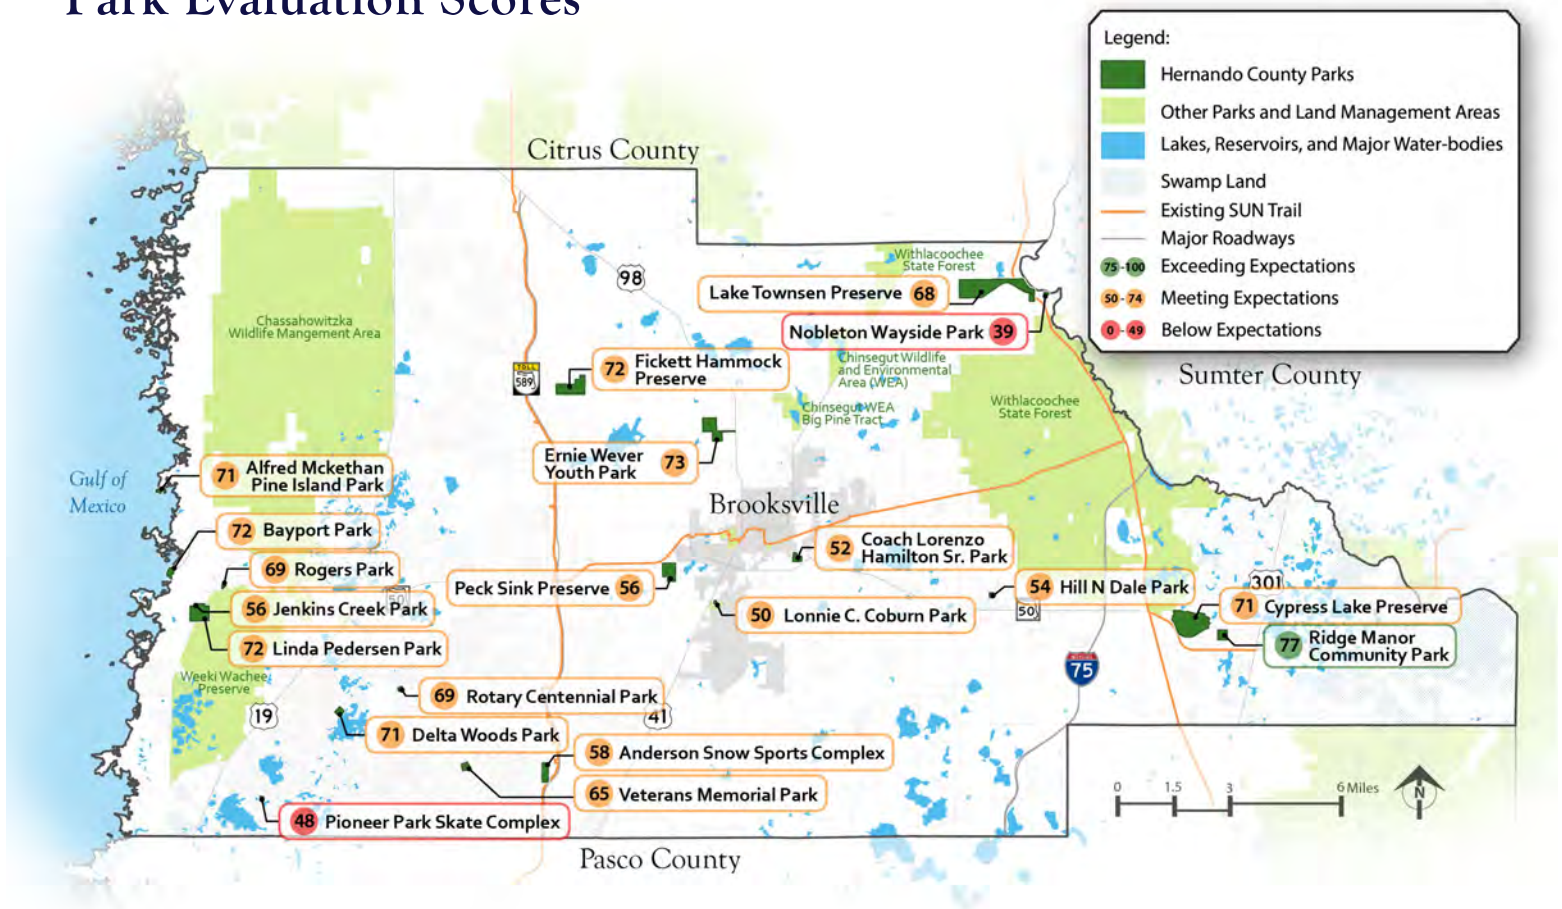 Park Evaluation Scores
Legend:
Hernando County Parks
Other Parks and Land Management Areas
Lakes, Reservoirs, and Major Water-bodies
Swamp Land
Existing SUN Trail
Major Roadways
75-100 Exceeding Expectations
50-74 Meeting Expectations
0-49 Below Expectations
Citrus County
Sumter County
Withlacoochee
State Forest
98
Lake Townsen Preserve 68
Nobleton Wayside Park 39
Chassahowitzka
Wildlife Mangement Area
TOLL
589
72 Fickett Hammock
Preserve
Chinsegut Wildlife
and Environmental
Area (WEA)
Chinsegut WEA
Big Pine Tract
Withlacoochee
State Forest
Ernie Wever
Youth Park 73
Gulf of
Mexico
71 Alfred Mckethan
Pine Island Park
Brooksville
72 Bayport Park
52 Coach Lorenzo
Hamilton Sr. Park
69 Rogers Park
50
Peck Sink Preserve 56
54 Hill N Dale Park
50
301
71 Cypress Lake Preserve
56 Jenkins Creek Park
50 Lonnie C. Coburn Park
72 Linda Pedersen Park
77 Ridge Manor
Community Park
75
Weeki Wachee
Preserve
19
69 Rotary Centennial Park
41
71 Delta Woods Park
58 Anderson Snow Sports Complex
65 Veterans Memorial Park
48 Pioneer Park Skate Complex
0 1.5 3 6 Miles
N
Pasco County